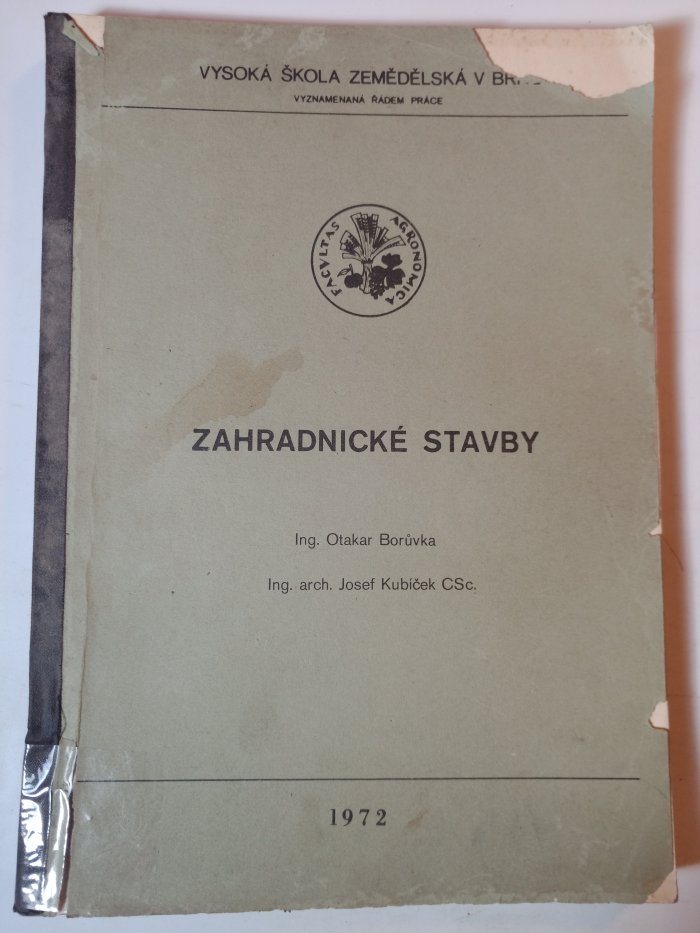 VYSOKÁ ŠKOLA ZEMĚDĚLSKÁ V
VYZNAMENANÁ ŘÁDEM PRÁCE
FACVLTAS AGRONOMICA
ZAHRADNICKÉ STAVBY
Ing. Otakar Borůvka
Ing. arch. Josef Kubíček CSc.
1972